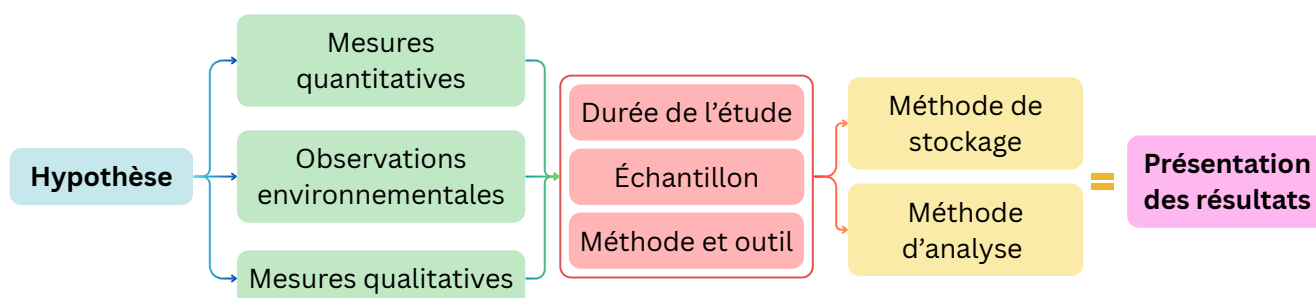 Hypothèse
Mesures
quantitatives
Observations
environnementales
Mesures qualitatives
Durée de l’étude
Échantillon
Méthode et outil
Méthode de
stockage
Méthode
d’analyse
=
Présentation
des résultats